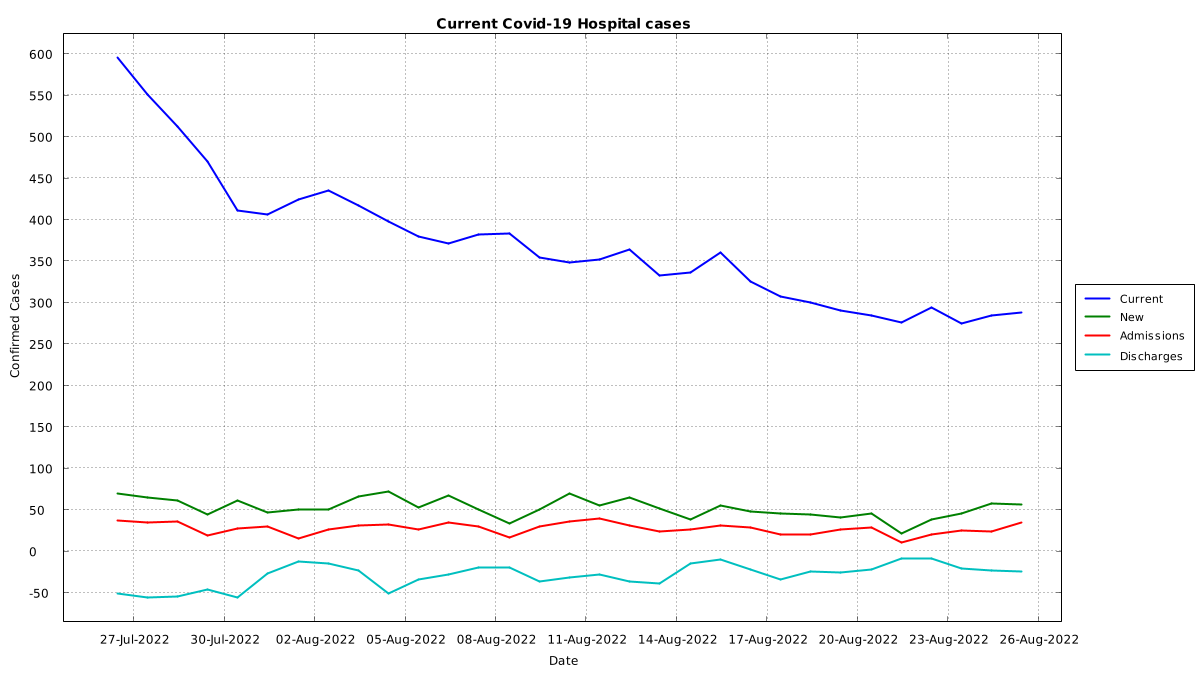 Current Covid-19 Hospital cases
Confirmed Cases
600
550
500
450
400
350
300
250
200
150
100
50
0
-50
27-Jul-2022 30-Jul-2022 02-Aug-2022 05-Aug-2022 08-Aug-2022 11-Aug-2022 14-Aug-2022 17-Aug-2022 20-Aug-2022 23-Aug-2022 26-Aug-2022
Date
Current
New
Admissions
Discharges